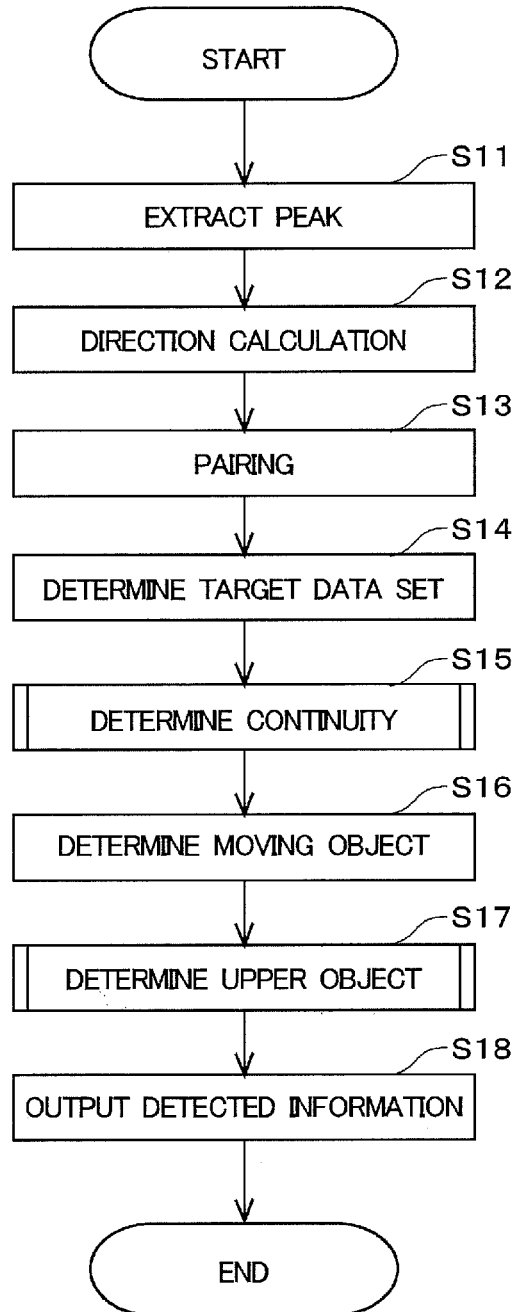 START
S11
EXTRACT PEAK
S12
DIRECTION CALCULATION
S13
PAIRING
S14
DETERMINE TARGET DATA SET
S15
DETERMINE CONTINUITY
S16
DETERMINE MOVING OBJECT
S17
DETERMINE UPPER OBJECT
S18
OUTPUT DETECTED INFORMATION
END